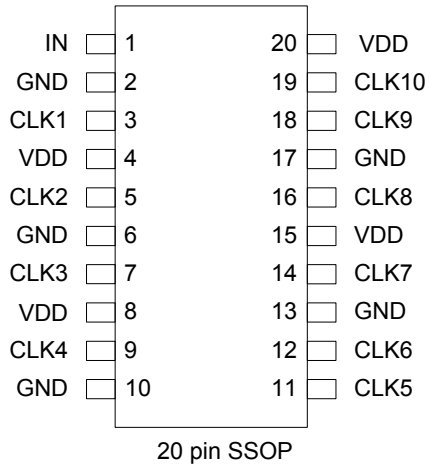 IN 1 20 VDD
GND 2 19 CLK10
CLK1 3 18 CLK9
VDD 4 17 GND
CLK2 5 16 CLK8
GND 6 15 VDD
CLK3 7 14 CLK7
VDD 8 13 GND
CLK4 9 12 CLK6
GND 10 11 CLK5
20 pin SSOP